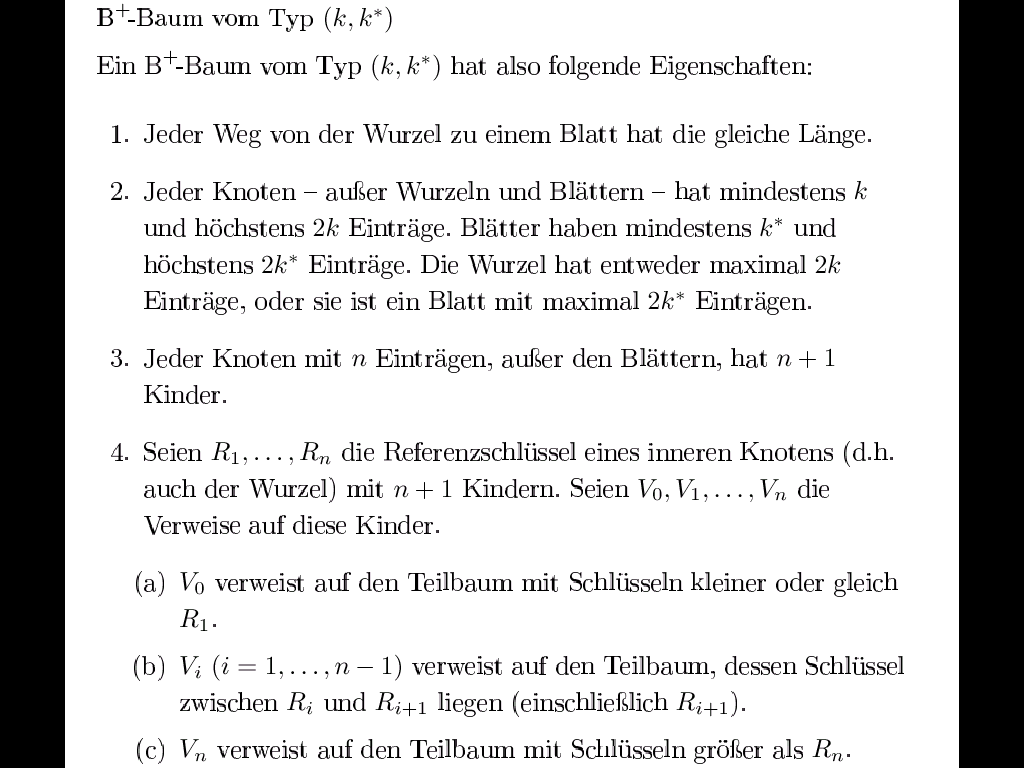 B⁺-Baum vom Typ (k, k*)
Ein B⁺-Baum vom Typ (k, k*) hat also folgende Eigenschaften:
1. Jeder Weg von der Wurzel zu einem Blatt hat die gleiche Länge.
2. Jeder Knoten – außer Wurzeln und Blättern – hat mindestens k
und höchstens 2k Einträge. Blätter haben mindestens k* und
höchstens 2k* Einträge. Die Wurzel hat entweder maximal 2k
Einträge, oder sie ist ein Blatt mit maximal 2k* Einträgen.
3. Jeder Knoten mit n Einträgen, außer den Blättern, hat n + 1
Kinder.
4. Seien R₁, . . . , Rₙ die Referenzschlüssel eines inneren Knotens (d.h.
auch der Wurzel) mit n + 1 Kindern. Seien V₀, V₁, . . . , Vₙ die
Verweise auf diese Kinder.
(a) V₀ verweist auf den Teilbaum mit Schlüsseln kleiner oder gleich
R₁.
(b) Vᵢ (i = 1, . . . , n − 1) verweist auf den Teilbaum, dessen Schlüssel
zwischen Rᵢ und Rᵢ₊₁ liegen (einschließlich Rᵢ₊₁).
(c) Vₙ verweist auf den Teilbaum mit Schlüsseln größer als Rₙ.